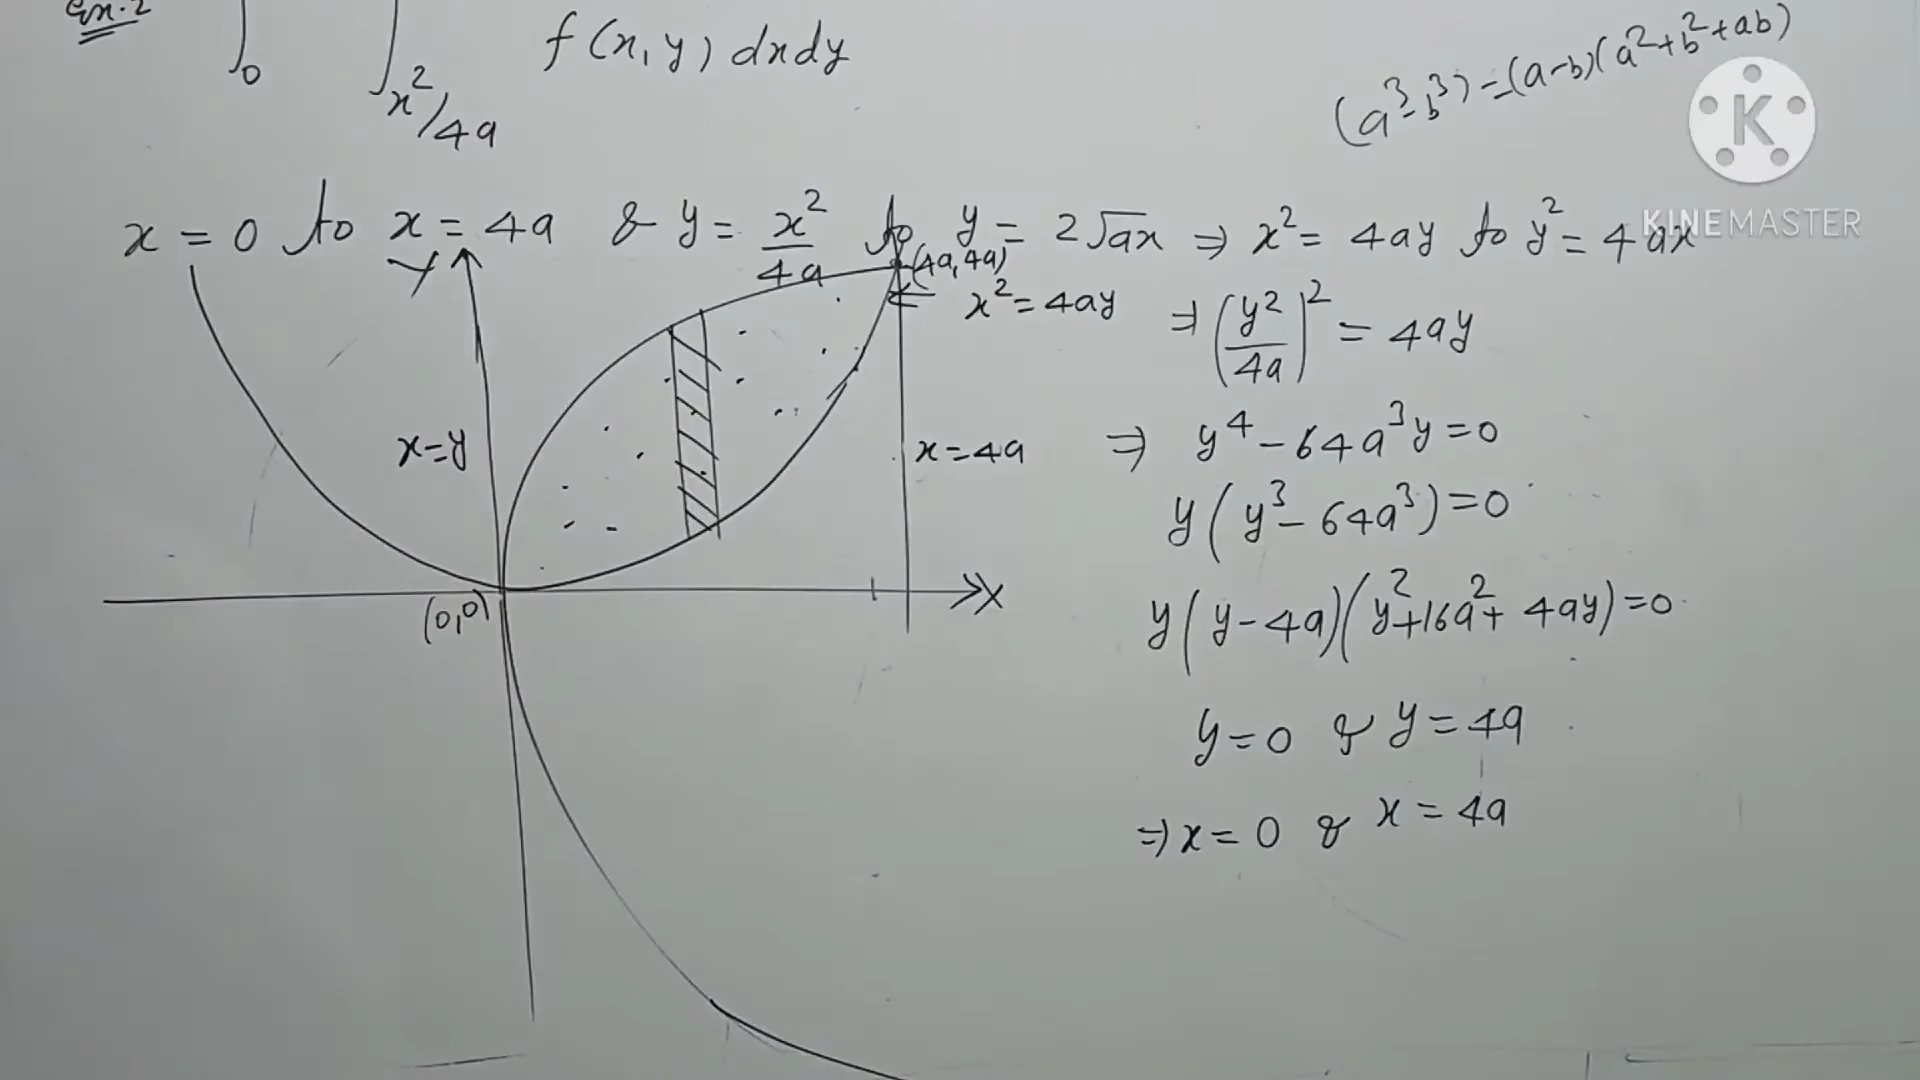 Ex.2
∫₀ ∫_{x²/4a} f(x,y) dxdy
(a³-b³) = (a-b)(a²+b²+ab)
K
KINEMASTER
x = 0 to x = 4a & y = x²/4a to y = 2√ax ⇒ x² = 4ay to y² = 4ax
Y
(4a,4a)
x² = 4ay
⇒ (y²/4a)² = 4ay
x=y
x=4a
⇒ y⁴ - 64a³y = 0
y(y³ - 64a³) = 0
(0,0)
X
y(y-4a)(y²+16a²+4ay) = 0
y = 0 & y = 4a
⇒ x = 0 & x = 4a